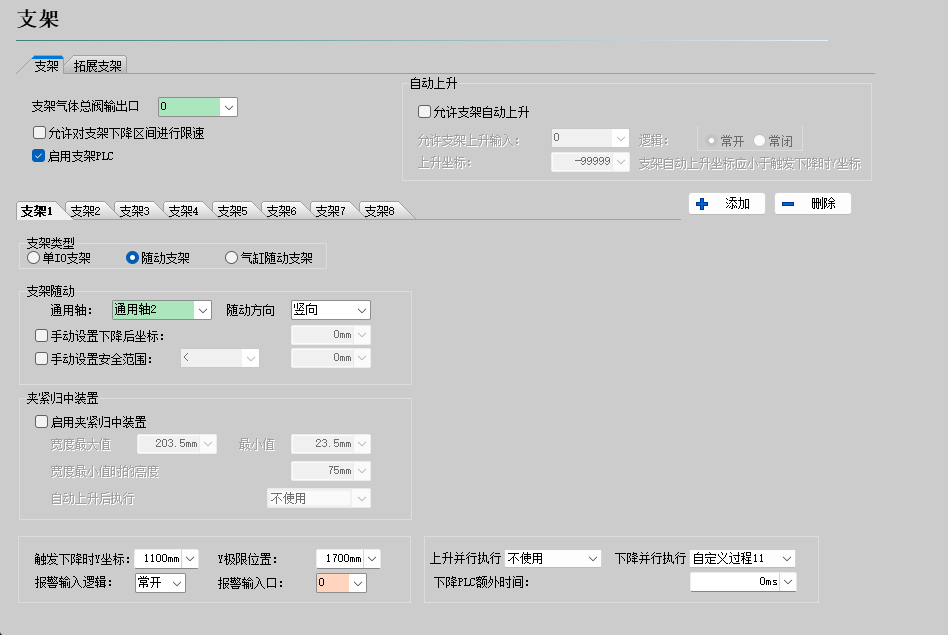 支架
支架 拓展支架
自动上升
支架气体总阀输出口 0
允许支架自动上升
允许对支架下降区间进行限速
允许支架上升输入: 0 逻辑: 常开 常闭
启用支架PLC
上升坐标: -99999 支架自动上升坐标应小于触发下降时Y坐标
支架1 支架2 支架3 支架4 支架5 支架6 支架7 支架8
添加 删除
支架类型
单IO支架 随动支架 气缸随动支架
支架随动
通用轴: 通用轴2 随动方向 竖向
手动设置下降后坐标: 0mm
手动设置安全范围: < 0mm
夹紧归中装置
启用夹紧归中装置
宽度最大值 203.5mm 最小值 23.5mm
宽度最小值时的高度 75mm
自动上升后执行 不使用
触发下降时Y坐标: 1100mm Y极限位置: 1700mm
报警输入逻辑: 常开 报警输入口: 0
上升并行执行 不使用 下降并行执行 自定义过程11
下降PLC额外时间: 0ms